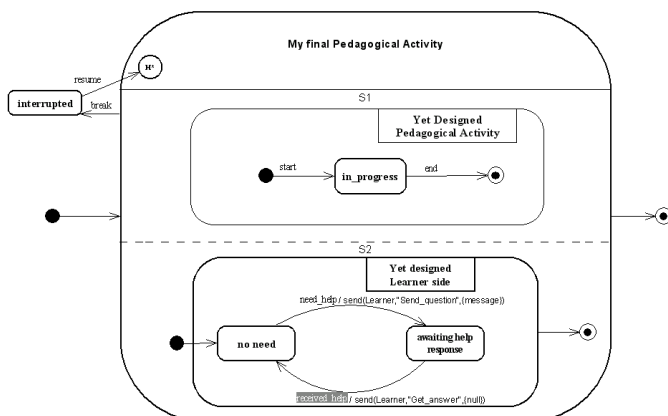 My final Pedagogical Activity
H*
resume
interrupted
break
S1
Yet Designed
Pedagogical Activity
start
in_progress
end
S2
Yet designed
Learner side
need_help / send(Learner,"Send_question",(message))
no need
awaiting help
response
received_help / send(Learner,"Get_answer",(null))